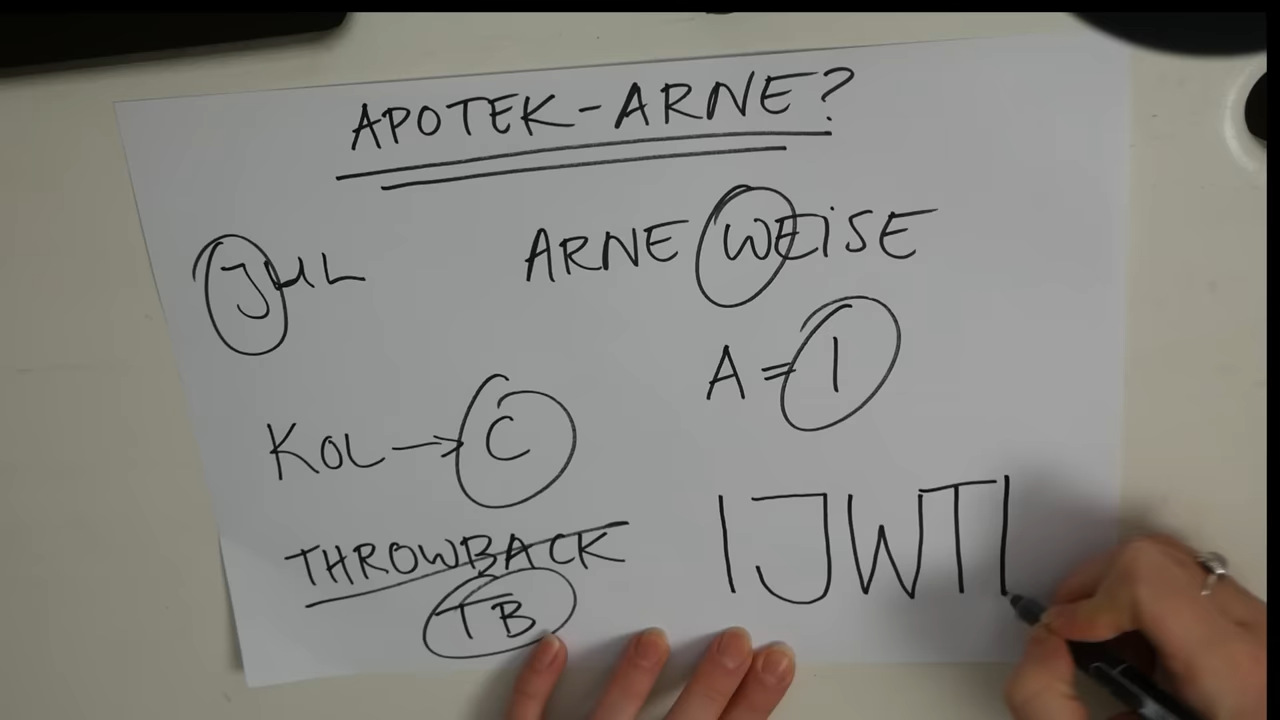 APOTEK-ARNE?
JUL
ARNE WEiSE
A = 1
KOL → C
THROWBACK
TB
IJWTI